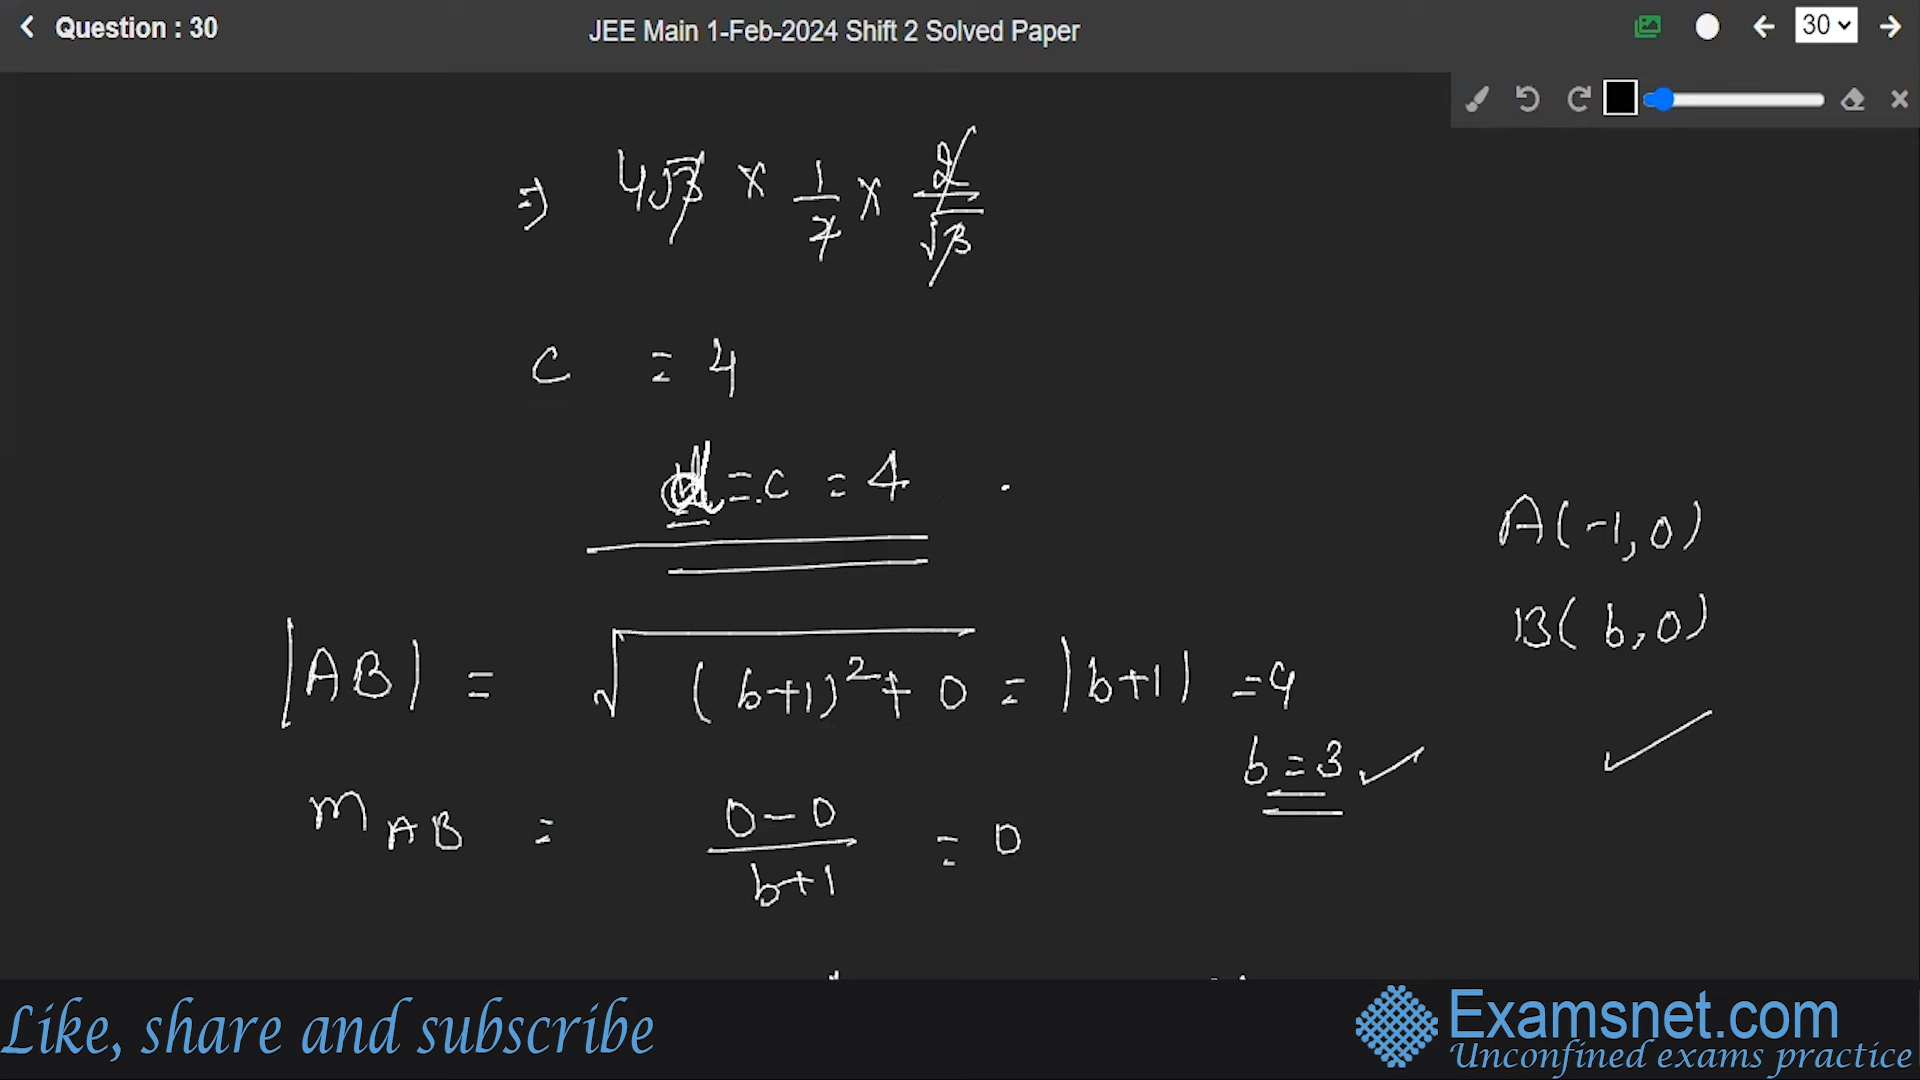 Question : 30
JEE Main 1-Feb-2024 Shift 2 Solved Paper
30
=> 4√3 × 1/2 × 2/√3
c = 4
d = c = 4
A(-1,0)
B(b,0)
|AB| = √(b+1)²+0 = |b+1| = 4
b = 3 ✓
m AB = 0-0/b+1 = 0
Like, share and subscribe
Examsnet.com
Unconfined exams practice